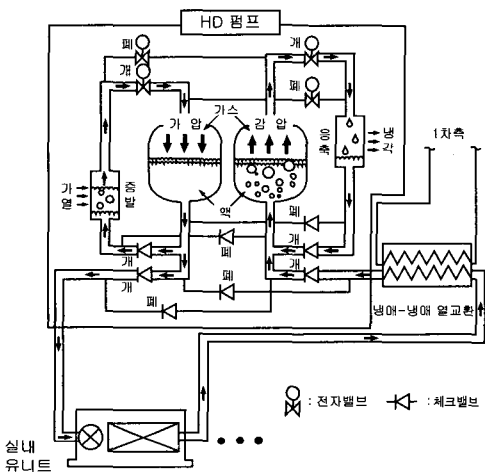 HD 펌프
폐
개
개
폐
가스
가 압
감 압
응축
냉각
1차측
가열
증발
액
폐
개
폐
개
개
개
폐
폐
냉매-냉매 열교환
: 전자밸브
: 체크밸브
실내
유니트